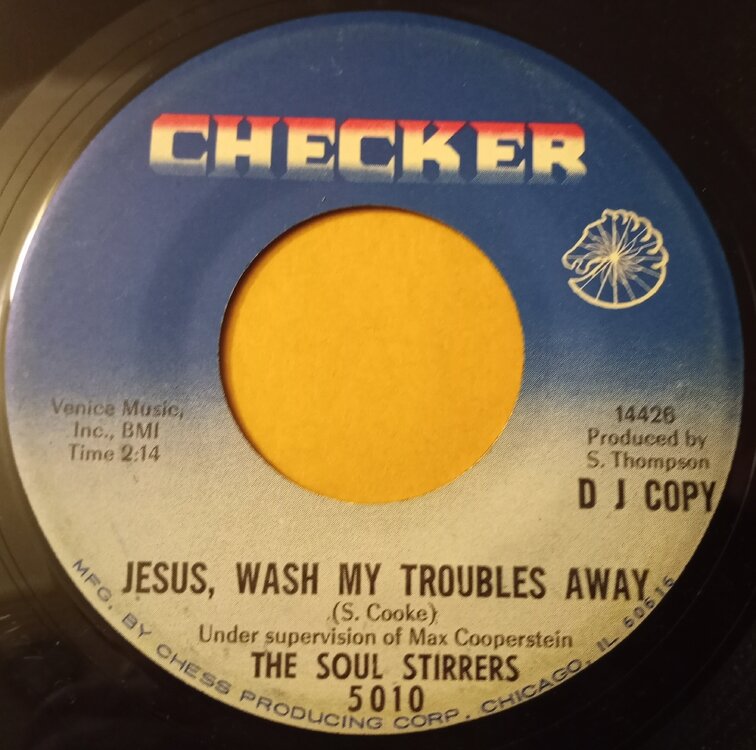 CHECKER
Venice Music,
Inc., BMI
Time 2:14
14426
Produced by
S. Thompson
D J COPY
JESUS, WASH MY TROUBLES AWAY
(S. Cooke)
Under supervision of Max Cooperstein
THE SOUL STIRRERS
5010
MFG. BY CHESS PRODUCING CORP. CHICAGO, IL 60616